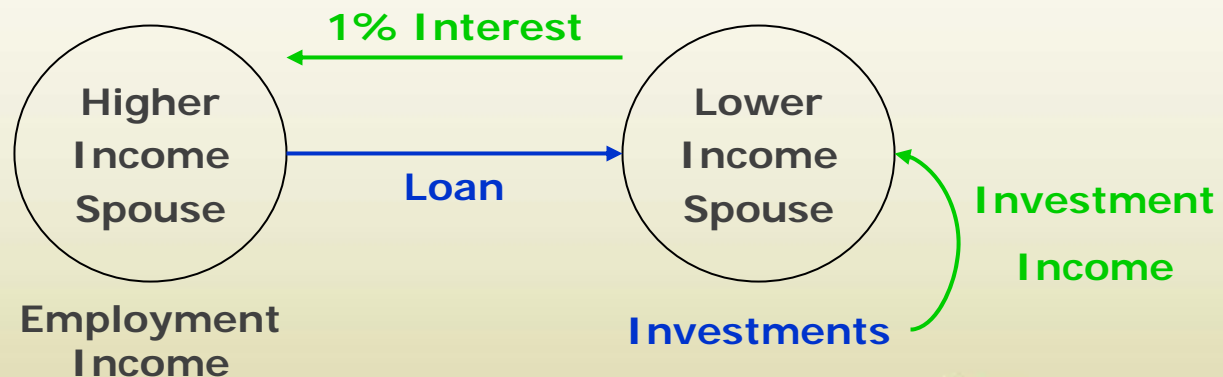 1% Interest
Higher
Income
Spouse
Lower
Income
Spouse
Loan
Investment
Income
Employment
Income
Investments